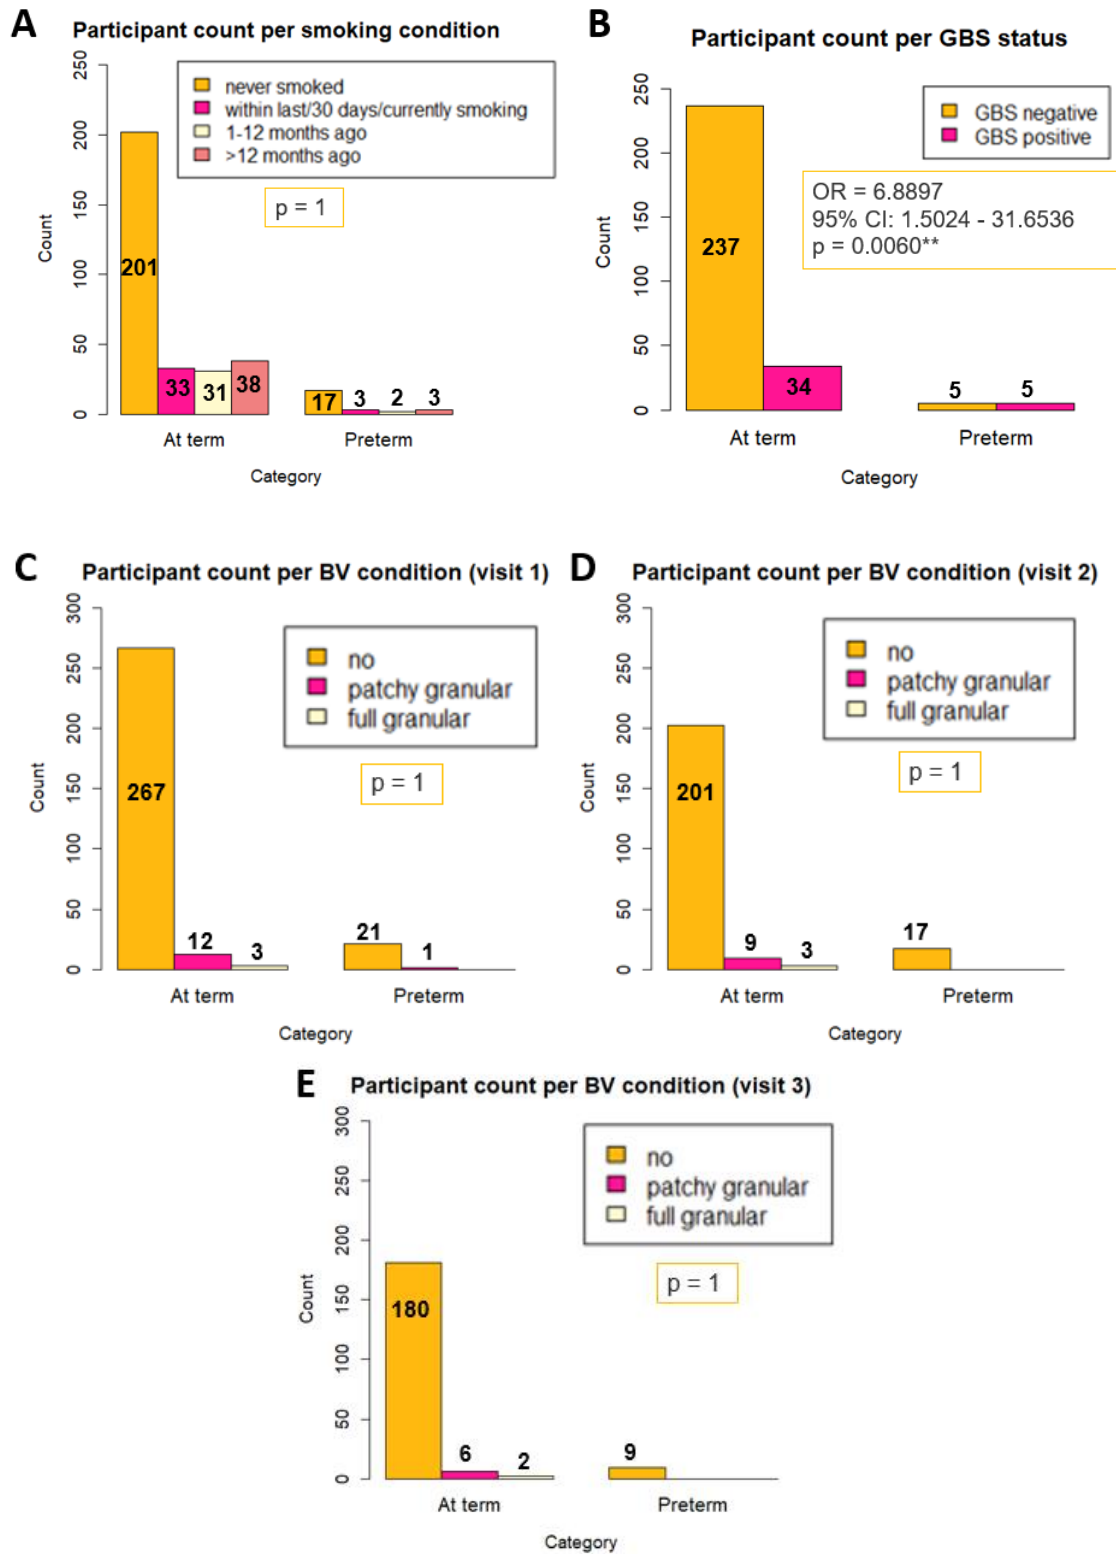 A
Participant count per smoking condition
never smoked
within last/30 days/currently smoking
1-12 months ago
>12 months ago
p = 1
Count
0
50
100
150
200
250
201
33
31
38
17
3
2
3
At term
Preterm
Category
B
Participant count per GBS status
GBS negative
GBS positive
OR = 6.8897
95% CI: 1.5024 - 31.6536
p = 0.0060**
Count
0
50
100
150
200
250
237
34
5
5
At term
Preterm
Category
C
Participant count per BV condition (visit 1)
no
patchy granular
full granular
p = 1
Count
0
50
100
150
200
250
300
267
12
3
21
1
At term
Preterm
Category
D
Participant count per BV condition (visit 2)
no
patchy granular
full granular
p = 1
Count
0
50
100
150
200
250
300
201
9
3
17
At term
Preterm
Category
E
Participant count per BV condition (visit 3)
no
patchy granular
full granular
p = 1
Count
0
50
100
150
200
250
300
180
6
2
9
At term
Preterm
Category